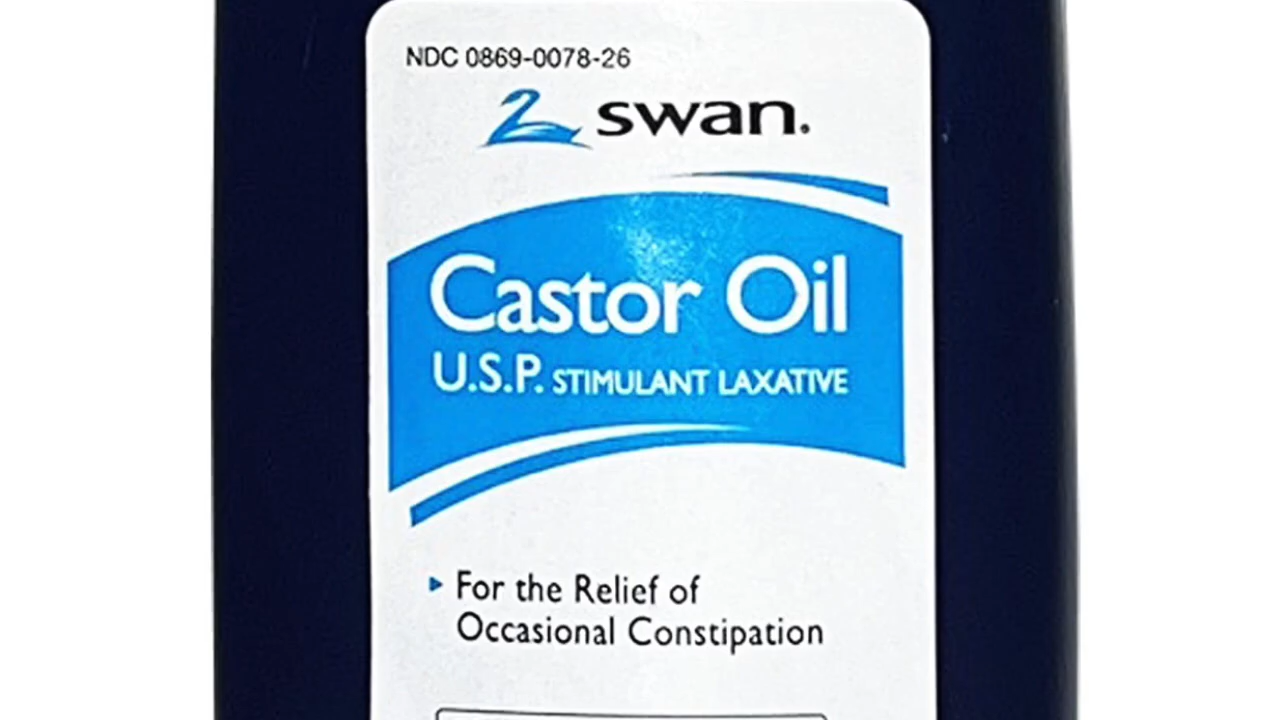 NDC 0869-0078-26
swan.
Castor Oil
U.S.P. STIMULANT LAXATIVE
For the Relief of
Occasional Constipation